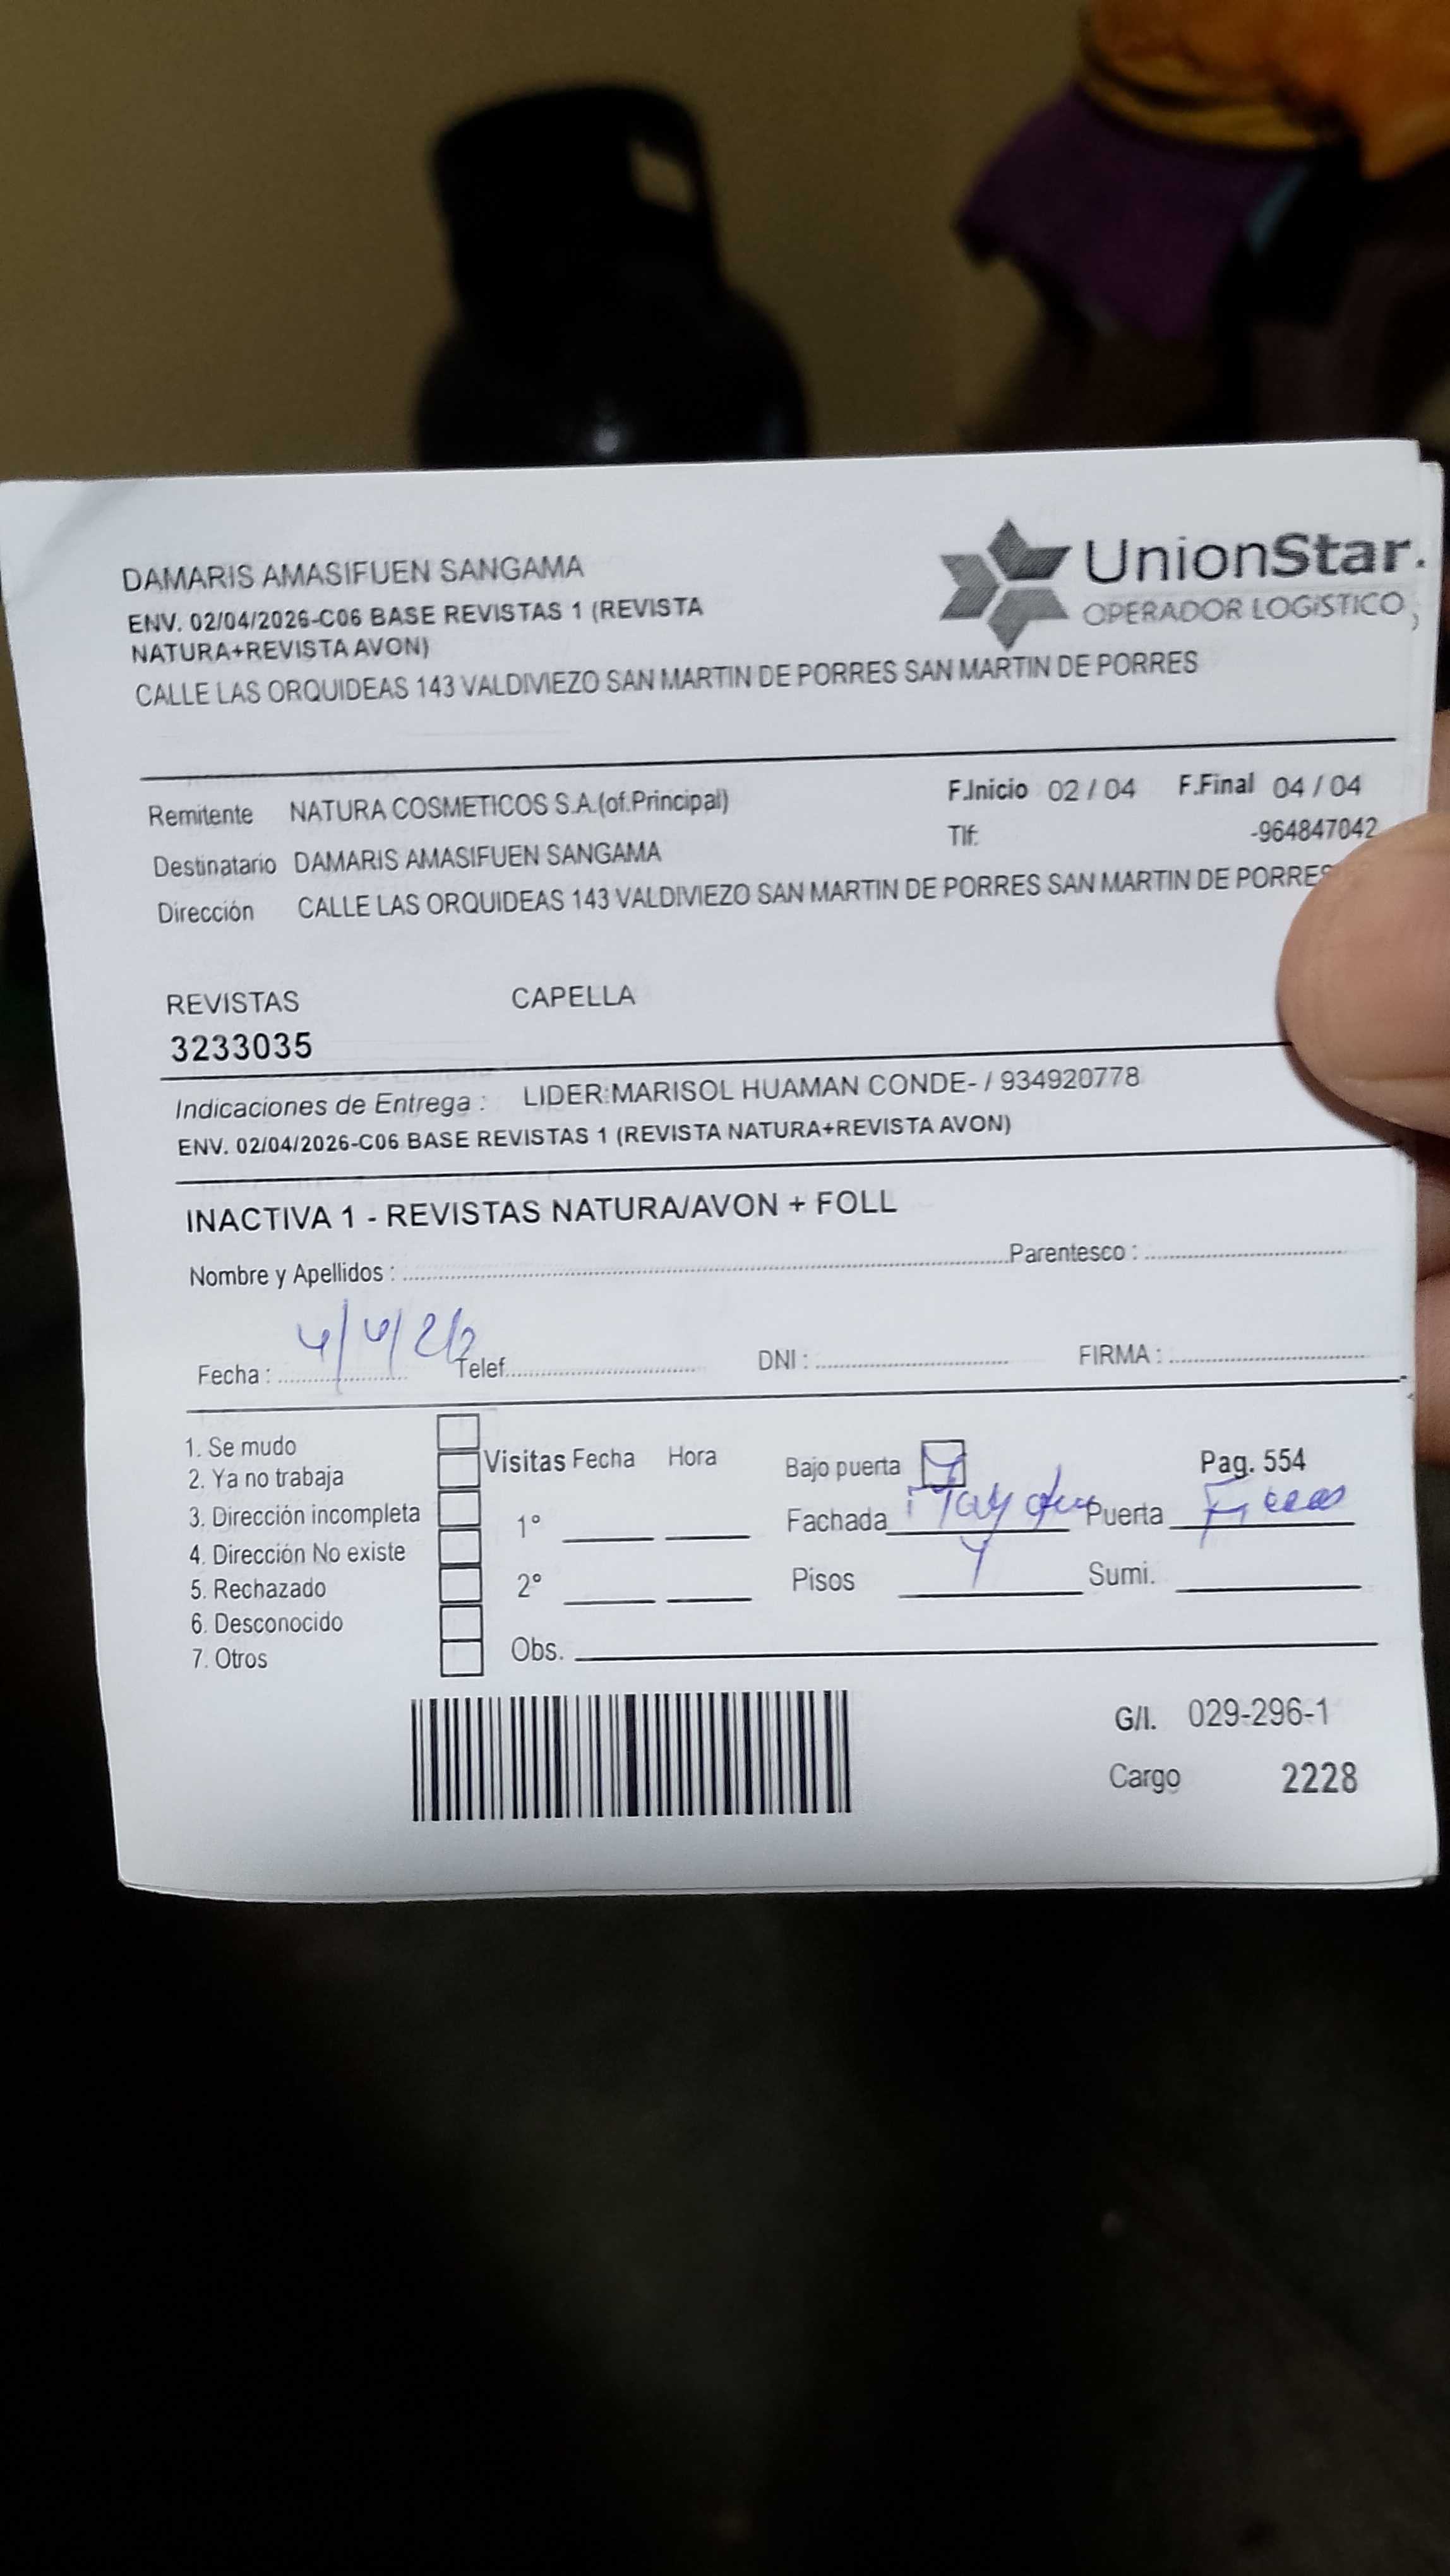 DAMARIS AMASIFUEN SANGAMA
UnionStar.
OPERADOR LOGISTICO
ENV. 02/04/2026-C06 BASE REVISTAS 1 (REVISTA
NATURA+REVISTA AVON)
CALLE LAS ORQUIDEAS 143 VALDIVIEZO SAN MARTIN DE PORRES SAN MARTIN DE PORRES
Remitente NATURA COSMETICOS S.A.(of.Principal) F.Inicio 02 / 04 F.Final 04 / 04
Destinatario DAMARIS AMASIFUEN SANGAMA Tlf: -964847042
Dirección CALLE LAS ORQUIDEAS 143 VALDIVIEZO SAN MARTIN DE PORRES SAN MARTIN DE PORRES
REVISTAS CAPELLA
3233035
Indicaciones de Entrega : LIDER:MARISOL HUAMAN CONDE- / 934920778
ENV. 02/04/2026-C06 BASE REVISTAS 1 (REVISTA NATURA+REVISTA AVON)
INACTIVA 1 - REVISTAS NATURA/AVON + FOLL
Nombre y Apellidos : Parentesco :
Fecha : 4/4/26 Telef. DNI : FIRMA :
1. Se mudo
2. Ya no trabaja
3. Dirección incompleta
4. Dirección No existe
5. Rechazado
6. Desconocido
7. Otros
Visitas Fecha Hora
1°
2°
Obs.
Bajo puerta Pag. 554
Fachada Puerta
Pisos Sumi.
G/I. 029-296-1
Cargo 2228